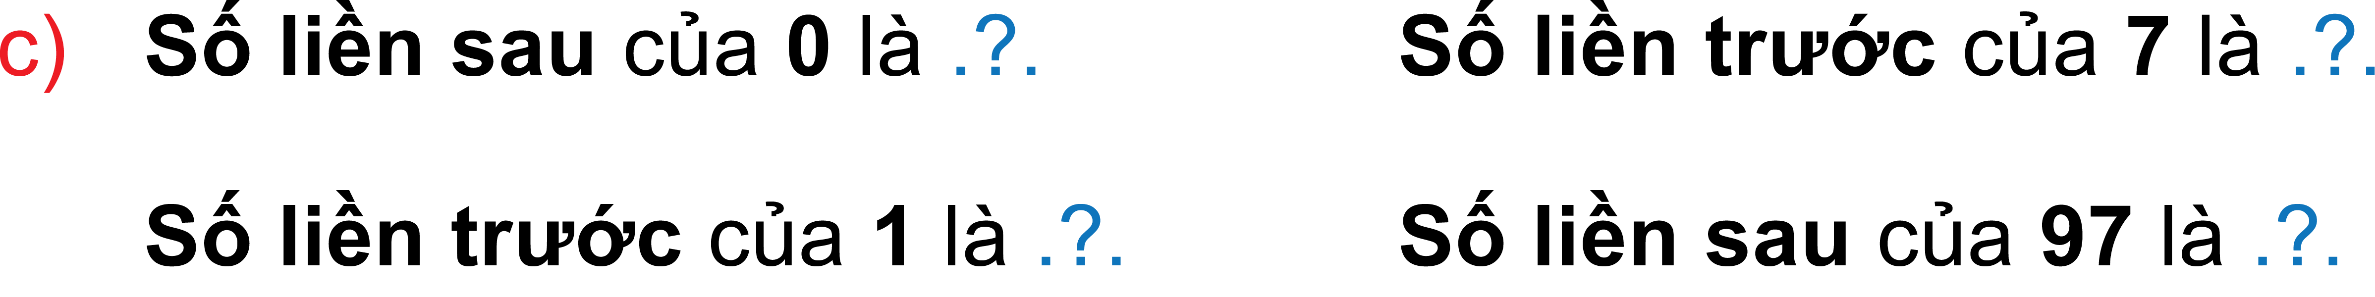 c) Số liền sau của 0 là .?. Số liền trước của 7 là .?.
Số liền trước của 1 là .?. Số liền sau của 97 là .?.